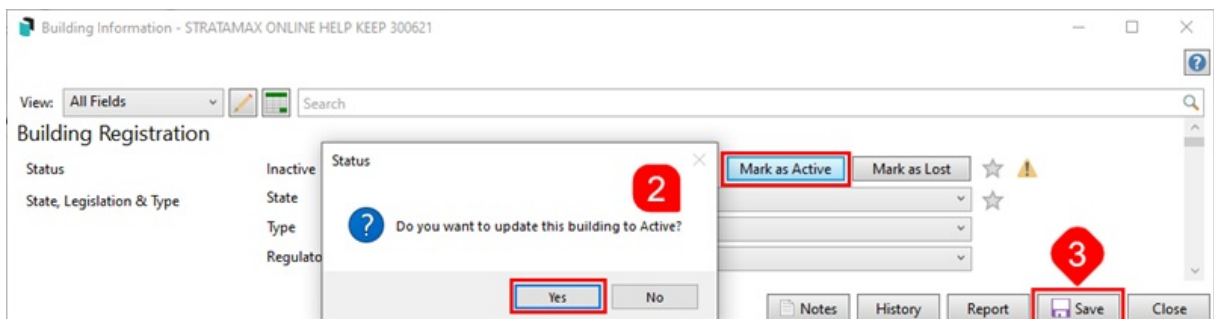 Building Information - STRATAMAX ONLINE HELP KEEP 300621
View: All Fields Search
Building Registration
Status Inactive Mark as Active Mark as Lost
State, Legislation & Type State
Type
Regulato
Status
2
Do you want to update this building to Active?
Yes No
3
Notes History Report Save Close